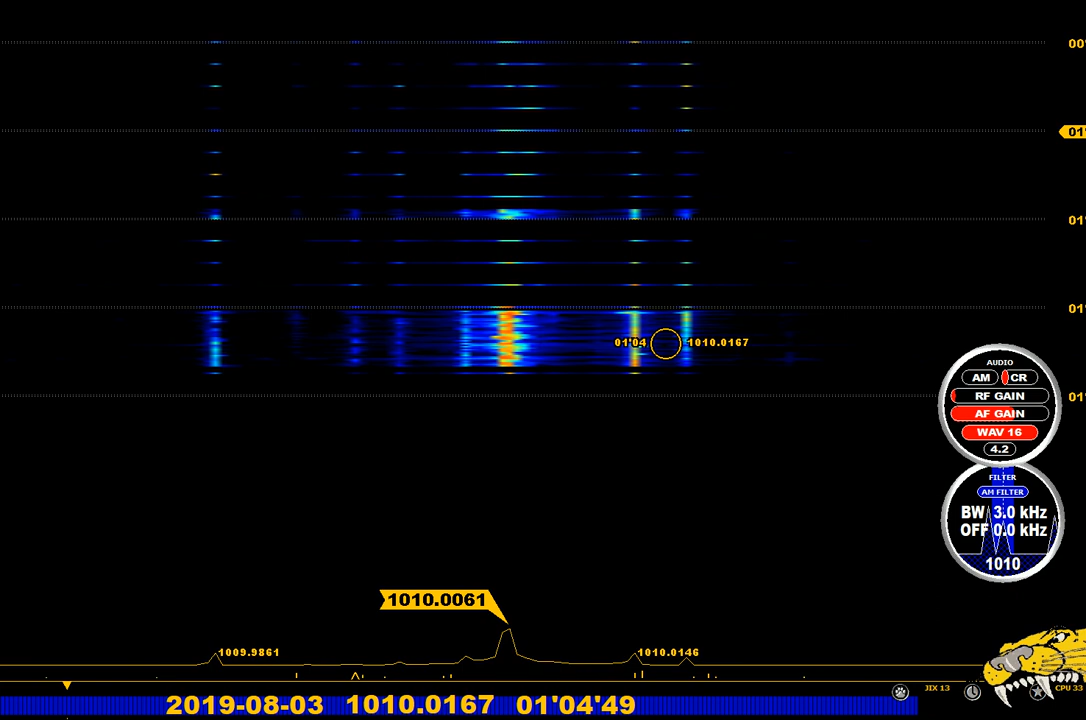 00'
01'
01'
01'
01'04 1010.0167
01'
AUDIO
AM CR
RF GAIN
AF GAIN
WAV 16
4.2
FILTER
AM FILTER
BW 3.0 kHz
OFF 0.0 kHz
1010
1010.0061
1009.9861
1010.0146
JIX 13
CPU 33
2019-08-03 1010.0167 01'04'49